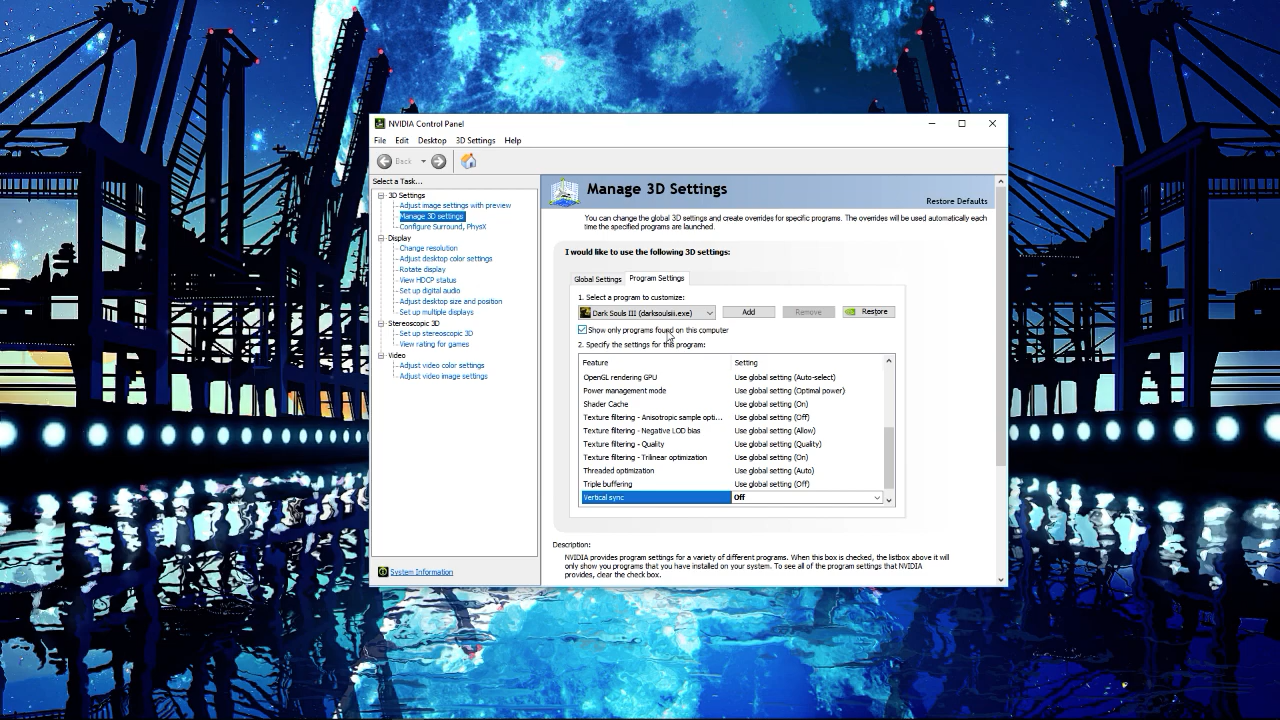 NVIDIA Control Panel
File Edit Desktop 3D Settings Help
Back
Select a Task...
3D Settings
Adjust image settings with preview
Manage 3D settings
Configure Surround, PhysX
Display
Change resolution
Adjust desktop color settings
Rotate display
View HDCP status
Set up digital audio
Adjust desktop size and position
Set up multiple displays
Stereoscopic 3D
Set up stereoscopic 3D
View rating for games
Video
Adjust video color settings
Adjust video image settings
System Information
Manage 3D Settings
Restore Defaults
You can change the global 3D settings and create overrides for specific programs. The overrides will be used automatically each
time the specified programs are launched.
I would like to use the following 3D settings:
Global Settings Program Settings
1. Select a program to customize:
Dark Souls III (darksoulsiii.exe) Add Remove Restore
Show only programs found on this computer
2. Specify the settings for this program:
Feature Setting
OpenGL rendering GPU Use global setting (Auto-select)
Power management mode Use global setting (Optimal power)
Shader Cache Use global setting (On)
Texture filtering - Anisotropic sample opti... Use global setting (Off)
Texture filtering - Negative LOD bias Use global setting (Allow)
Texture filtering - Quality Use global setting (Quality)
Texture filtering - Trilinear optimization Use global setting (On)
Threaded optimization Use global setting (Auto)
Triple buffering Use global setting (Off)
Vertical sync Off
Description:
NVIDIA provides program settings for a variety of different programs. When this box is checked, the listbox above it will
only show you programs that you have installed on your system. To see all of the program settings that NVIDIA
provides, clear the check box.